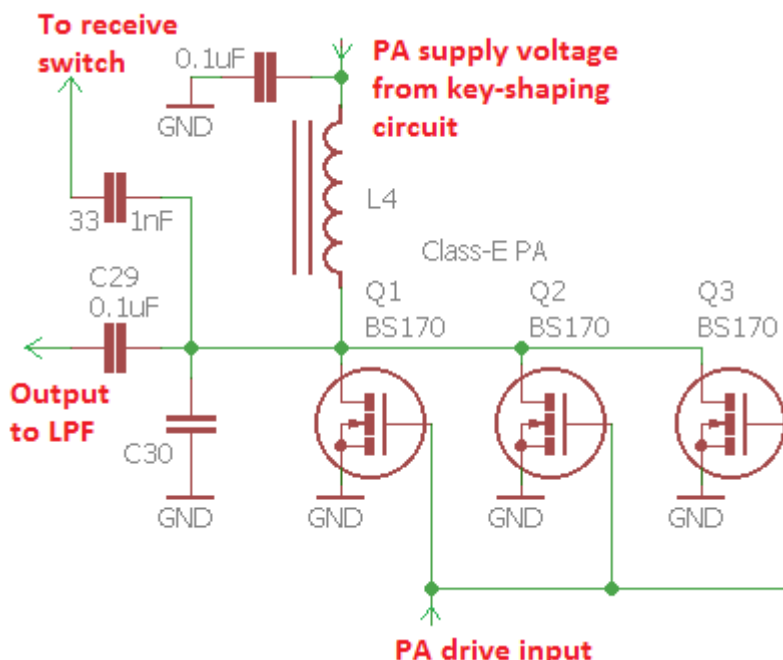 To receive
switch
0.1uF
GND
PA supply voltage
from key-shaping
circuit
33
1nF
L4
Class-E PA
C29
0.1uF
Q1
BS170
Q2
BS170
Q3
BS170
Output
to LPF
C30
GND
GND
GND
GND
PA drive input